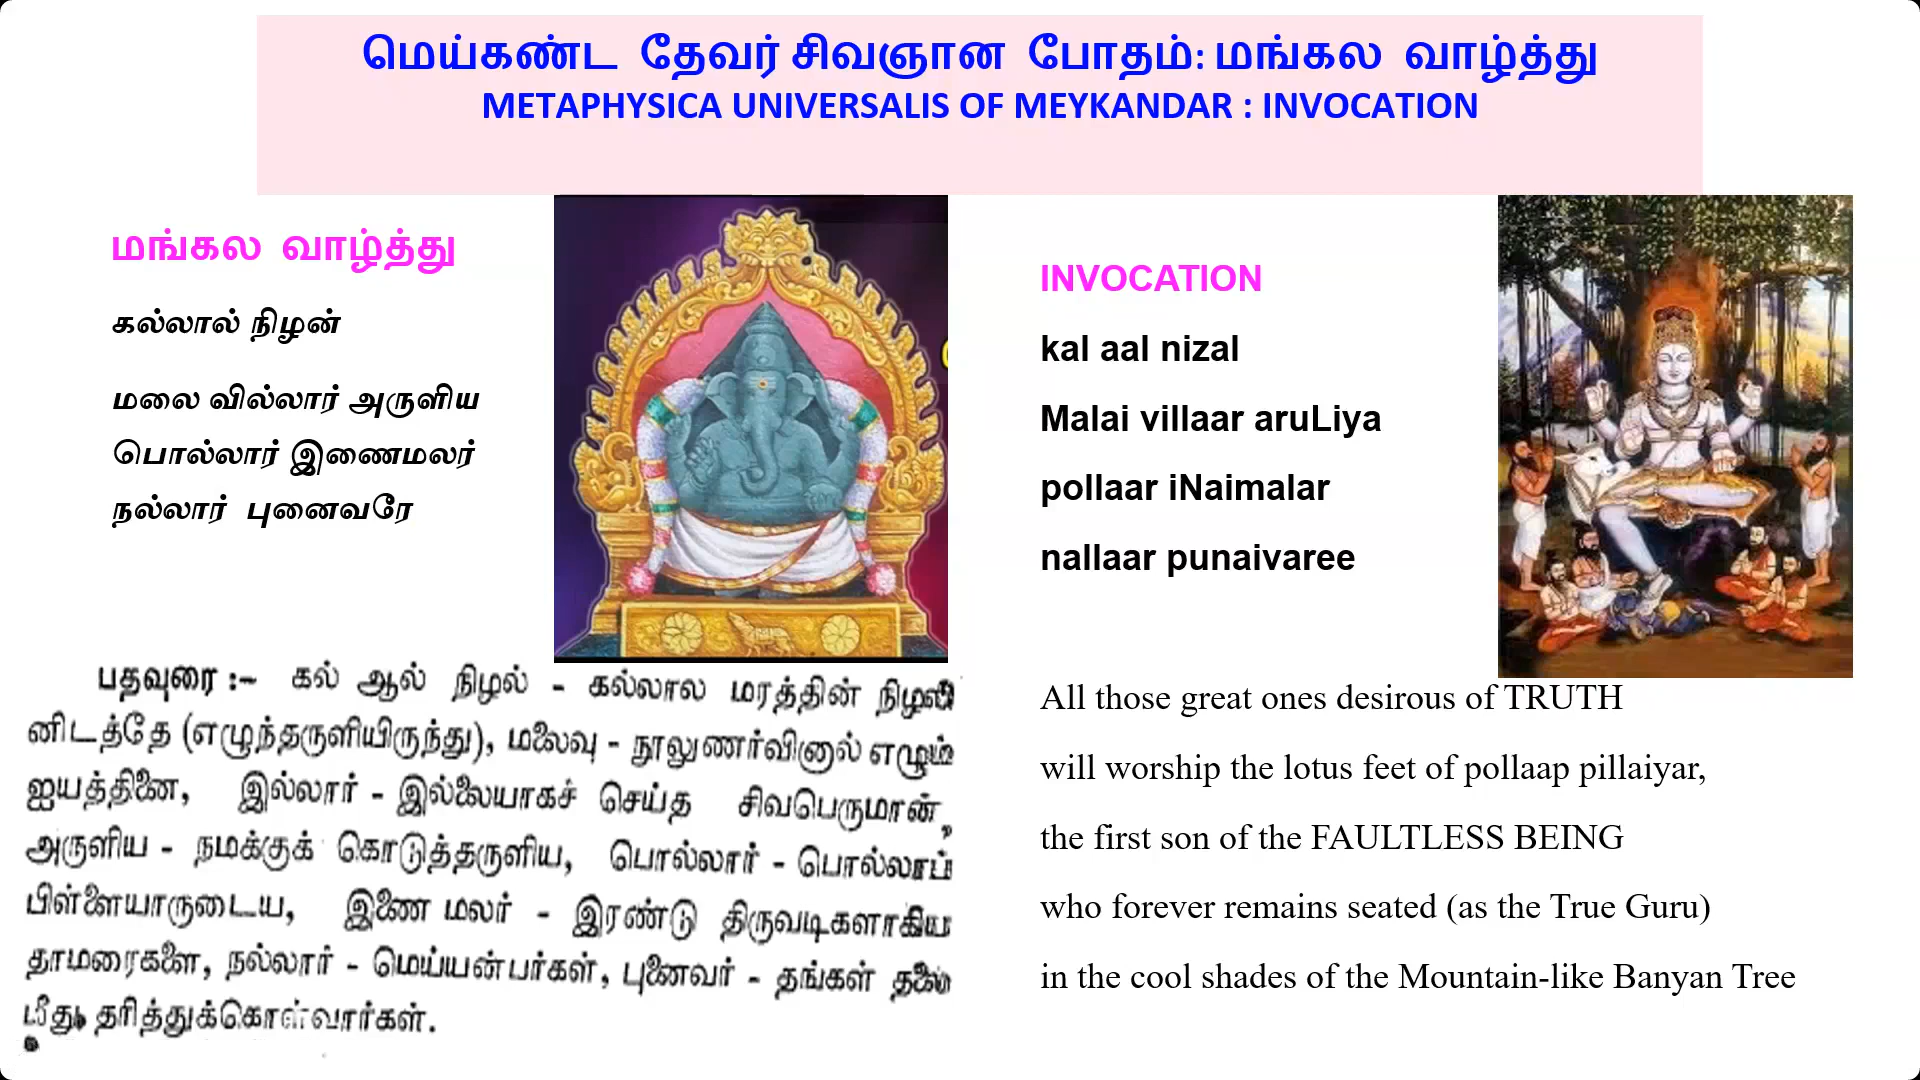 மெய்கண்ட தேவர் சிவஞான போதம்: மங்கல வாழ்த்து
METAPHYSICA UNIVERSALIS OF MEYKANDAR : INVOCATION
மங்கல வாழ்த்து
கல்லால் நிழன்
மலை வில்லார் அருளிய
பொல்லார் இணைமலர்
நல்லார் புனைவரே
INVOCATION
kal aal nizal
Malai villaar aruLiya
pollaar iNaimalar
nallaar punaivaree
பதவுரை :- கல் ஆல் நிழல் - கல்லால மரத்தின் நிழலி
னிடத்தே (எழுந்தருளியிருந்து), மலைவு - நூலுணர்வினால் எழும்
ஐயத்தினை, இல்லார் - இல்லையாகச் செய்த சிவபெருமான்,
அருளிய - நமக்குக் கொடுத்தருளிய, பொல்லார் - பொல்லாப்
பிள்ளையாருடைய, இணை மலர் - இரண்டு திருவடிகளாகிய
தாமரைகளை, நல்லார் - மெய்யன்பர்கள், புணைவர் - தங்கள் தலை
மீது தரித்துக்கொள்வார்கள்.
All those great ones desirous of TRUTH
will worship the lotus feet of pollaap pillaiyar,
the first son of the FAULTLESS BEING
who forever remains seated (as the True Guru)
in the cool shades of the Mountain-like Banyan Tree